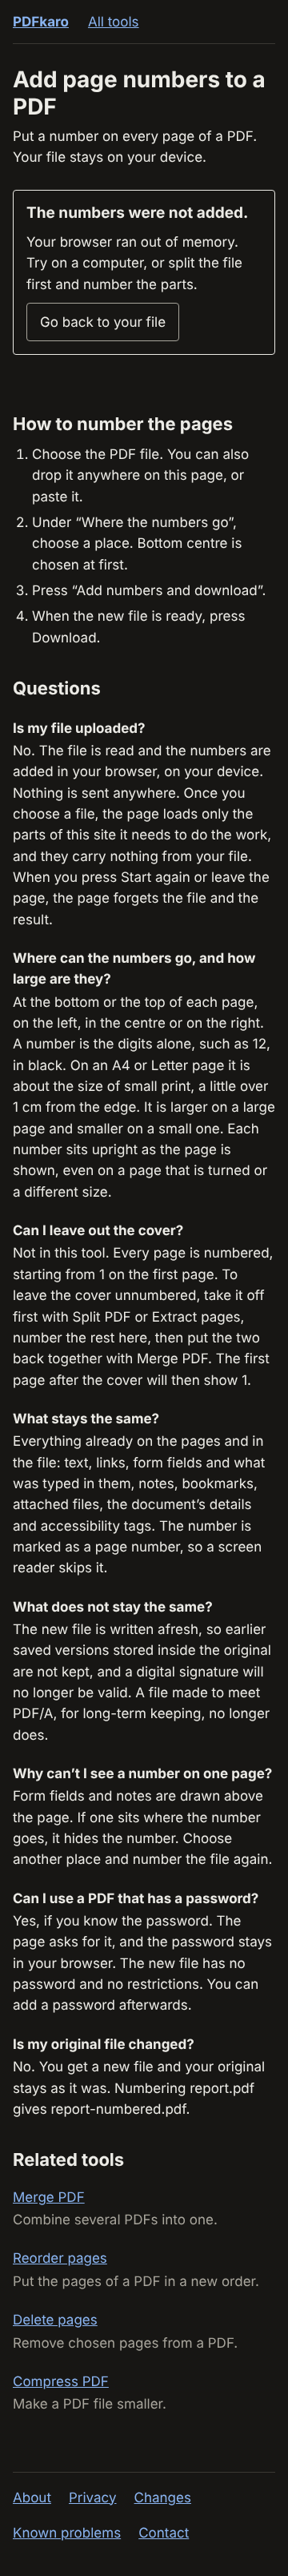 PDFkaro All tools
Add page numbers to a
PDF
Put a number on every page of a PDF.
Your file stays on your device.
The numbers were not added.
Your browser ran out of memory.
Try on a computer, or split the file
first and number the parts.
Go back to your file
How to number the pages
1. Choose the PDF file. You can also
drop it anywhere on this page, or
paste it.
2. Under “Where the numbers go”,
choose a place. Bottom centre is
chosen at first.
3. Press “Add numbers and download”.
4. When the new file is ready, press
Download.
Questions
Is my file uploaded?
No. The file is read and the numbers are
added in your browser, on your device.
Nothing is sent anywhere. Once you
choose a file, the page loads only the
parts of this site it needs to do the work,
and they carry nothing from your file.
When you press Start again or leave the
page, the page forgets the file and the
result.
Where can the numbers go, and how
large are they?
At the bottom or the top of each page,
on the left, in the centre or on the right.
A number is the digits alone, such as 12,
in black. On an A4 or Letter page it is
about the size of small print, a little over
1 cm from the edge. It is larger on a large
page and smaller on a small one. Each
number sits upright as the page is
shown, even on a page that is turned or
a different size.
Can I leave out the cover?
Not in this tool. Every page is numbered,
starting from 1 on the first page. To
leave the cover unnumbered, take it off
first with Split PDF or Extract pages,
number the rest here, then put the two
back together with Merge PDF. The first
page after the cover will then show 1.
What stays the same?
Everything already on the pages and in
the file: text, links, form fields and what
was typed in them, notes, bookmarks,
attached files, the document’s details
and accessibility tags. The number is
marked as a page number, so a screen
reader skips it.
What does not stay the same?
The new file is written afresh, so earlier
saved versions stored inside the original
are not kept, and a digital signature will
no longer be valid. A file made to meet
PDF/A, for long-term keeping, no longer
does.
Why can’t I see a number on one page?
Form fields and notes are drawn above
the page. If one sits where the number
goes, it hides the number. Choose
another place and number the file again.
Can I use a PDF that has a password?
Yes, if you know the password. The
page asks for it, and the password stays
in your browser. The new file has no
password and no restrictions. You can
add a password afterwards.
Is my original file changed?
No. You get a new file and your original
stays as it was. Numbering report.pdf
gives report-numbered.pdf.
Related tools
Merge PDF
Combine several PDFs into one.
Reorder pages
Put the pages of a PDF in a new order.
Delete pages
Remove chosen pages from a PDF.
Compress PDF
Make a PDF file smaller.
About Privacy Changes
Known problems Contact